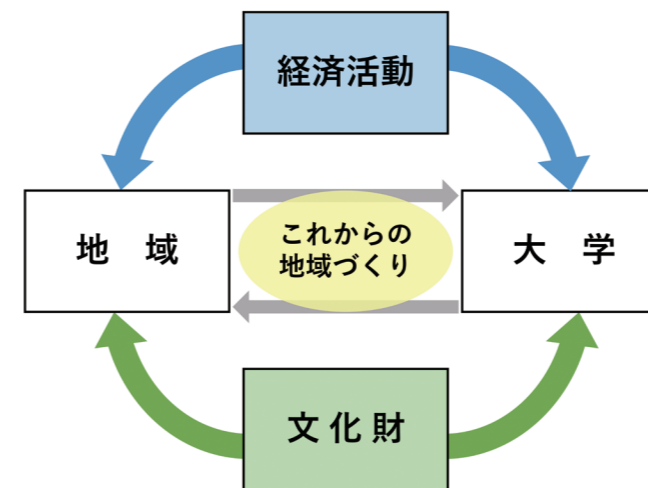 経済活動
地 域
これからの
地域づくり
大 学
文化財